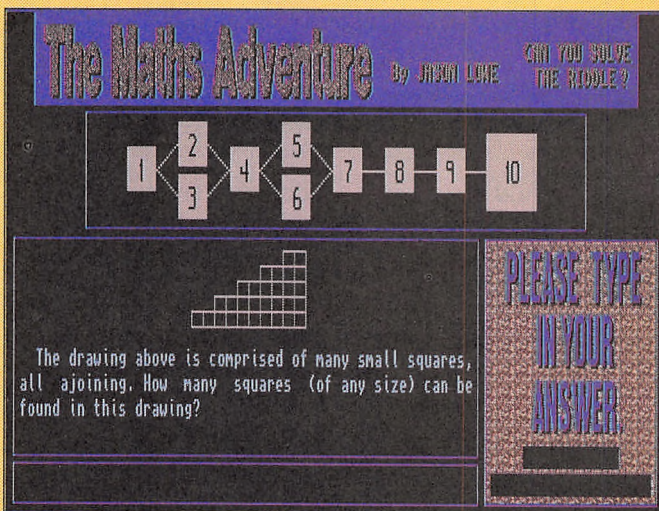 The Maths Adventure
By JASON LOWE
CAN YOU SOLVE
THE RIDDLE?
1
2
3
4
5
6
7
8
9
10
The drawing above is comprised of many small squares,
all ajoining. How many squares (of any size) can be
found in this drawing?
PLEASE TYPE
IN YOUR
ANSWER.